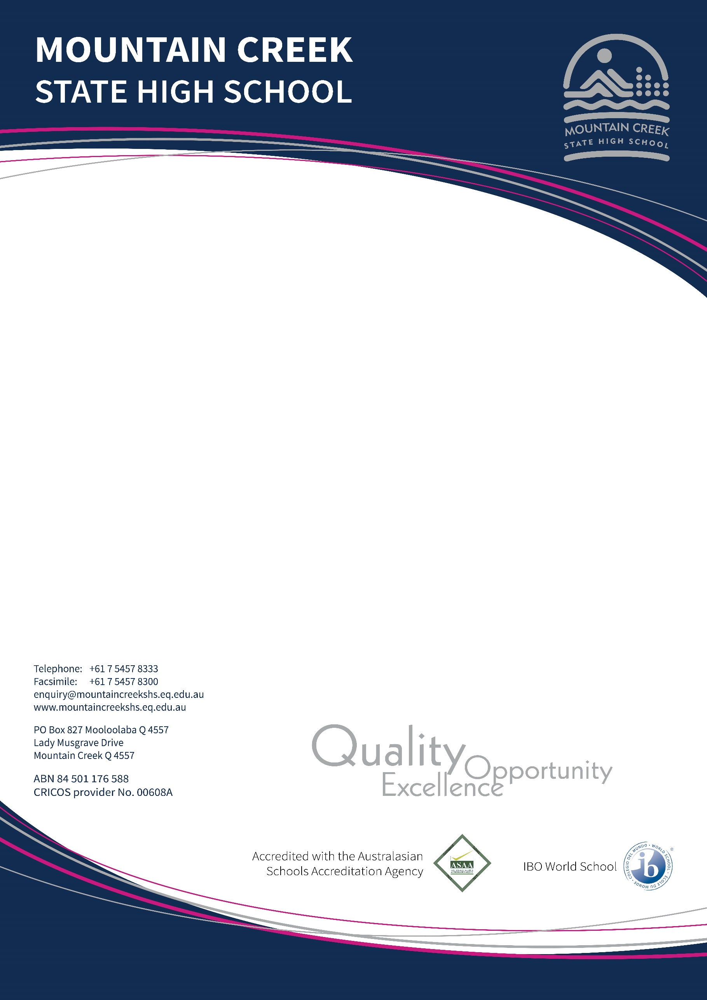 MOUNTAIN CREEK
STATE HIGH SCHOOL
MOUNTAIN CREEK
STATE HIGH SCHOOL
Telephone: +61 7 5457 8333
Facsimile: +61 7 5457 8300
enquiry@mountaincreekshs.eq.edu.au
www.mountaincreekshs.eq.edu.au
PO Box 827 Mooloolaba Q 4557
Lady Musgrave Drive
Mountain Creek Q 4557
ABN 84 501 176 588
CRICOS provider No. 00608A
Quality
Opportunity
Excellence
Accredited with the Australasian
Schools Accreditation Agency
ASAA
IBO World School
ib
®
COLEGIO DEL MUNDO • WORLD SCHOOL • ÉCOLE DU MONDE •